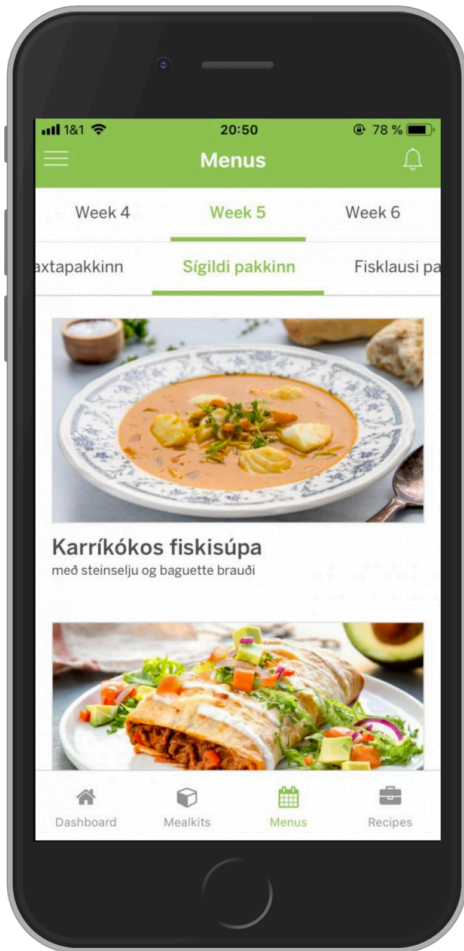 1&1 20:50 78 %
Menus
Week 4 Week 5 Week 6
axtapakkinn Sígildi pakkinn Fisklausi pa
Karríkókos fiskisúpa
með steinselju og baguette brauði
Dashboard Mealkits Menus Recipes